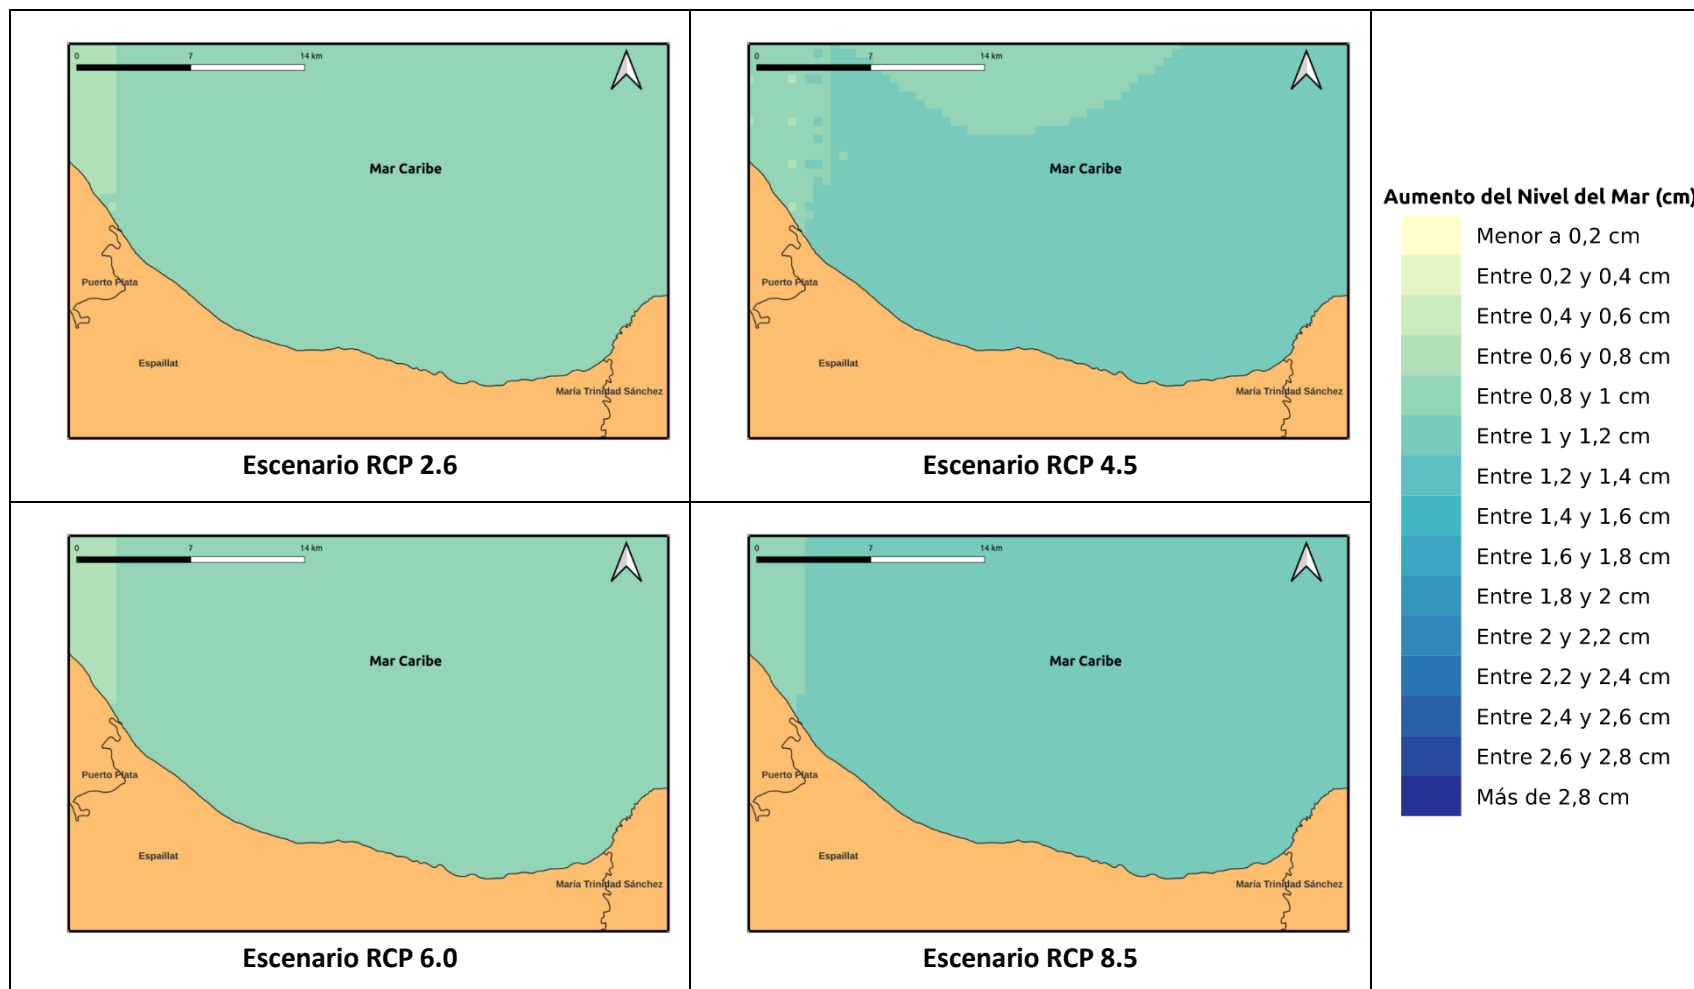 0 7 14 km
Mar Caribe
Puerto Plata
Espaillat
María Trinidad Sánchez
Escenario RCP 2.6
0 7 14 km
Mar Caribe
Puerto Plata
Espaillat
María Trinidad Sánchez
Escenario RCP 4.5
Aumento del Nivel del Mar (cm)
Menor a 0,2 cm
Entre 0,2 y 0,4 cm
Entre 0,4 y 0,6 cm
Entre 0,6 y 0,8 cm
Entre 0,8 y 1 cm
Entre 1 y 1,2 cm
Entre 1,2 y 1,4 cm
Entre 1,4 y 1,6 cm
Entre 1,6 y 1,8 cm
Entre 1,8 y 2 cm
Entre 2 y 2,2 cm
Entre 2,2 y 2,4 cm
Entre 2,4 y 2,6 cm
Entre 2,6 y 2,8 cm
Más de 2,8 cm
0 7 14 km
Mar Caribe
Puerto Plata
Espaillat
María Trinidad Sánchez
Escenario RCP 6.0
0 7 14 km
Mar Caribe
Puerto Plata
Espaillat
María Trinidad Sánchez
Escenario RCP 8.5